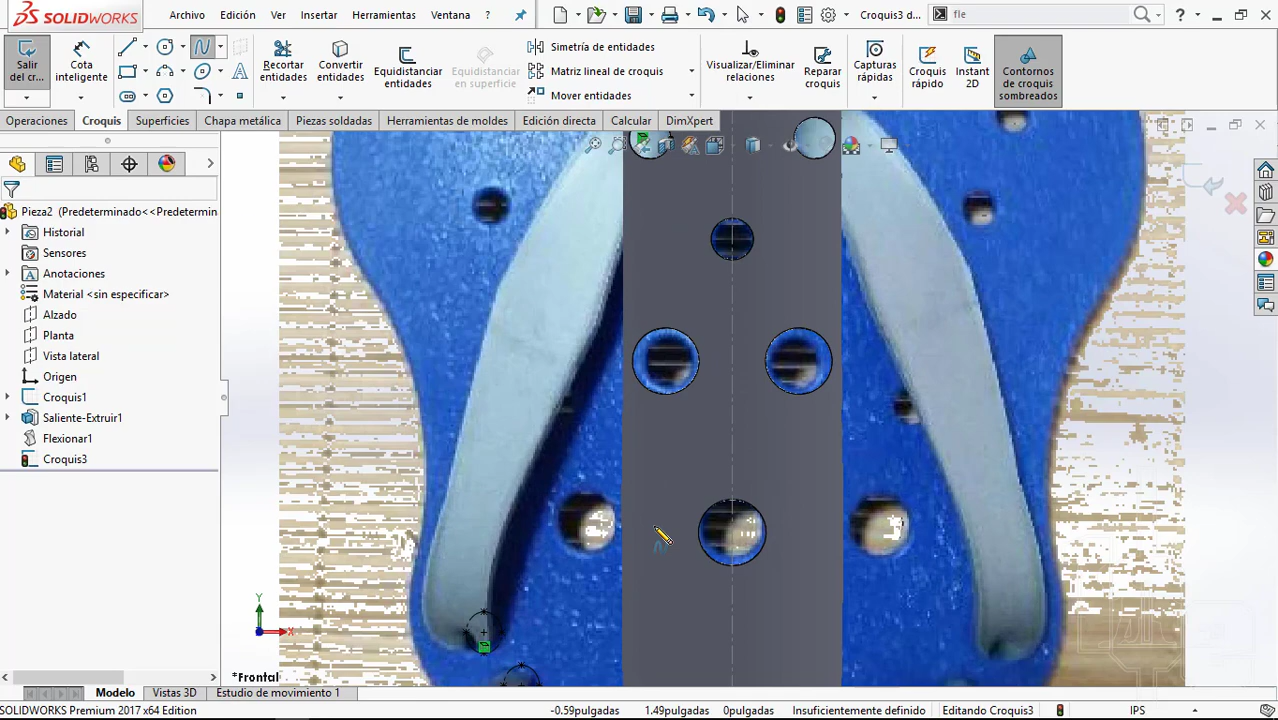 SOLIDWORKS
Archivo Edición Ver Insertar Herramientas Ventana
Croquis3 d... fle
Salir del cr...
Cota inteligente
Recortar entidades
Convertir entidades
Equidistanciar entidades
Equidistanciar en superficie
Simetría de entidades
Matriz lineal de croquis
Mover entidades
Visualizar/Eliminar relaciones
Reparar croquis
Capturas rápidas
Croquis rápido
Instant 2D
Contornos de croquis sombreados
Operaciones Croquis Superficies Chapa metálica Piezas soldadas Herramientas de moldes Edición directa Calcular DimXpert
Pieza2 (Predeterminado<<Predetermin
Historial
Sensores
Anotaciones
Material <sin especificar>
Alzado
Planta
Vista lateral
Origen
Croquis1
Saliente-Extruir1
Flexionar1
Croquis3
Y
X
*Frontal
Modelo Vistas 3D Estudio de movimiento 1
SOLIDWORKS Premium 2017 x64 Edition -0.59pulgadas 1.49pulgadas 0pulgadas Insuficientemente definido Editando Croquis3 IPS